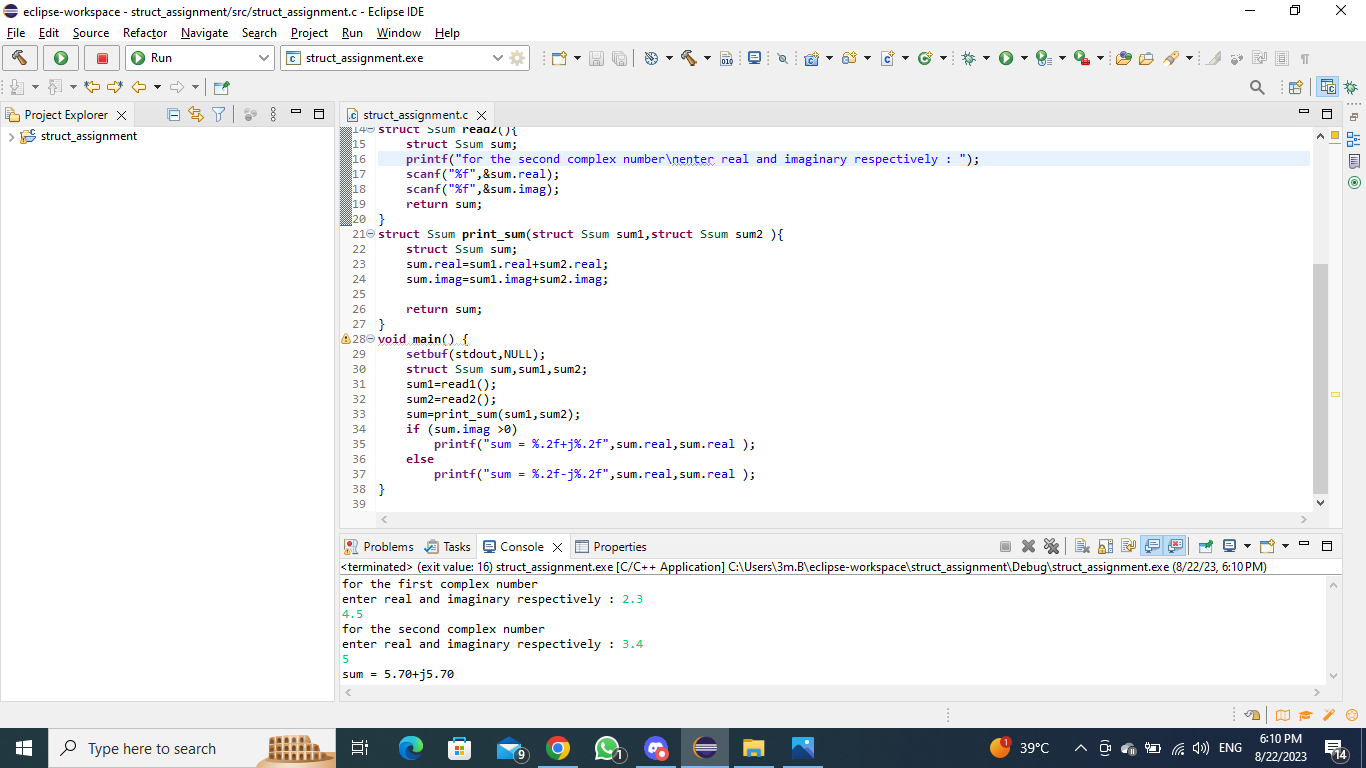 eclipse-workspace - struct_assignment/src/struct_assignment.c - Eclipse IDE
File Edit Source Refactor Navigate Search Project Run Window Help
Run struct_assignment.exe
Project Explorer
struct_assignment
struct_assignment.c
14 struct Ssum read2(){
15 struct Ssum sum;
16 printf("for the second complex number\nenter real and imaginary respectively : ");
17 scanf("%f",&sum.real);
18 scanf("%f",&sum.imag);
19 return sum;
20 }
21 struct Ssum print_sum(struct Ssum sum1,struct Ssum sum2 ){
22 struct Ssum sum;
23 sum.real=sum1.real+sum2.real;
24 sum.imag=sum1.imag+sum2.imag;
25
26 return sum;
27 }
28 void main() {
29 setbuf(stdout,NULL);
30 struct Ssum sum,sum1,sum2;
31 sum1=read1();
32 sum2=read2();
33 sum=print_sum(sum1,sum2);
34 if (sum.imag >0)
35 printf("sum = %.2f+j%.2f",sum.real,sum.real );
36 else
37 printf("sum = %.2f-j%.2f",sum.real,sum.real );
38 }
39
Problems Tasks Console Properties
<terminated> (exit value: 16) struct_assignment.exe [C/C++ Application] C:\Users\3m.B\eclipse-workspace\struct_assignment\Debug\struct_assignment.exe (8/22/23, 6:10 PM)
for the first complex number
enter real and imaginary respectively : 2.3
4.5
for the second complex number
enter real and imaginary respectively : 3.4
5
sum = 5.70+j5.70
Type here to search
9
1
1
39°C
ENG
6:10 PM
8/22/2023
14